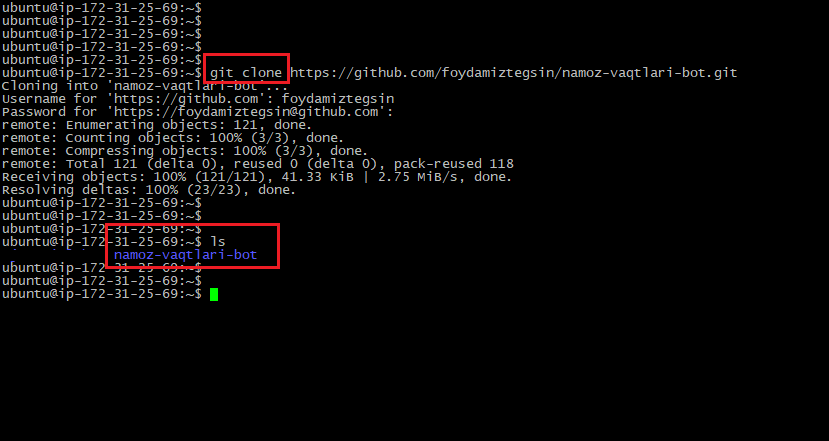 ubuntu@ip-172-31-25-69:~$
ubuntu@ip-172-31-25-69:~$
ubuntu@ip-172-31-25-69:~$
ubuntu@ip-172-31-25-69:~$
ubuntu@ip-172-31-25-69:~$
ubuntu@ip-172-31-25-69:~$ git clone https://github.com/foydamiztegsin/namoz-vaqtlari-bot.git
Cloning into 'namoz-vaqtlari-bot'...
Username for 'https://github.com': foydamiztegsin
Password for 'https://foydamiztegsin@github.com':
remote: Enumerating objects: 121, done.
remote: Counting objects: 100% (3/3), done.
remote: Compressing objects: 100% (3/3), done.
remote: Total 121 (delta 0), reused 0 (delta 0), pack-reused 118
Receiving objects: 100% (121/121), 41.33 KiB | 2.75 MiB/s, done.
Resolving deltas: 100% (23/23), done.
ubuntu@ip-172-31-25-69:~$
ubuntu@ip-172-31-25-69:~$
ubuntu@ip-172-31-25-69:~$
ubuntu@ip-172-31-25-69:~$ ls
namoz-vaqtlari-bot
ubuntu@ip-172-31-25-69:~$
ubuntu@ip-172-31-25-69:~$
ubuntu@ip-172-31-25-69:~$